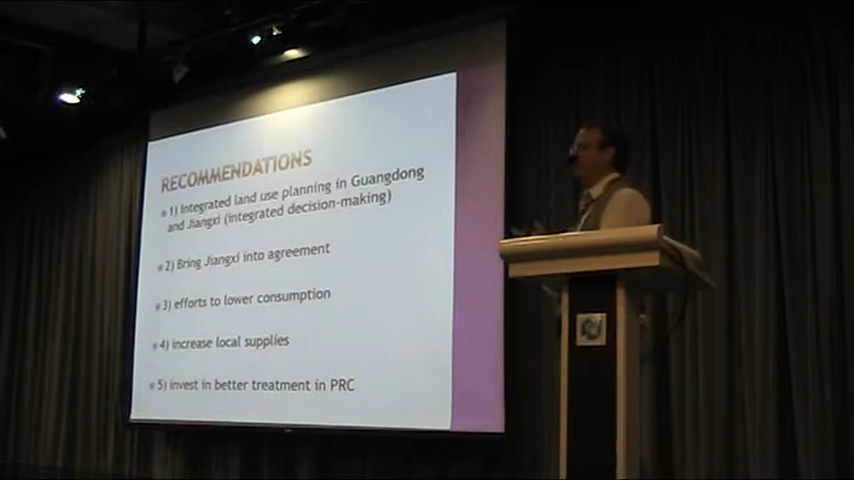 RECOMMENDATIONS
1) Integrated land use planning in Guangdong
and Jiangxi (integrated decision-making)
2) Bring Jiangxi into agreement
3) efforts to lower consumption
4) increase local supplies
5) invest in better treatment in PRC